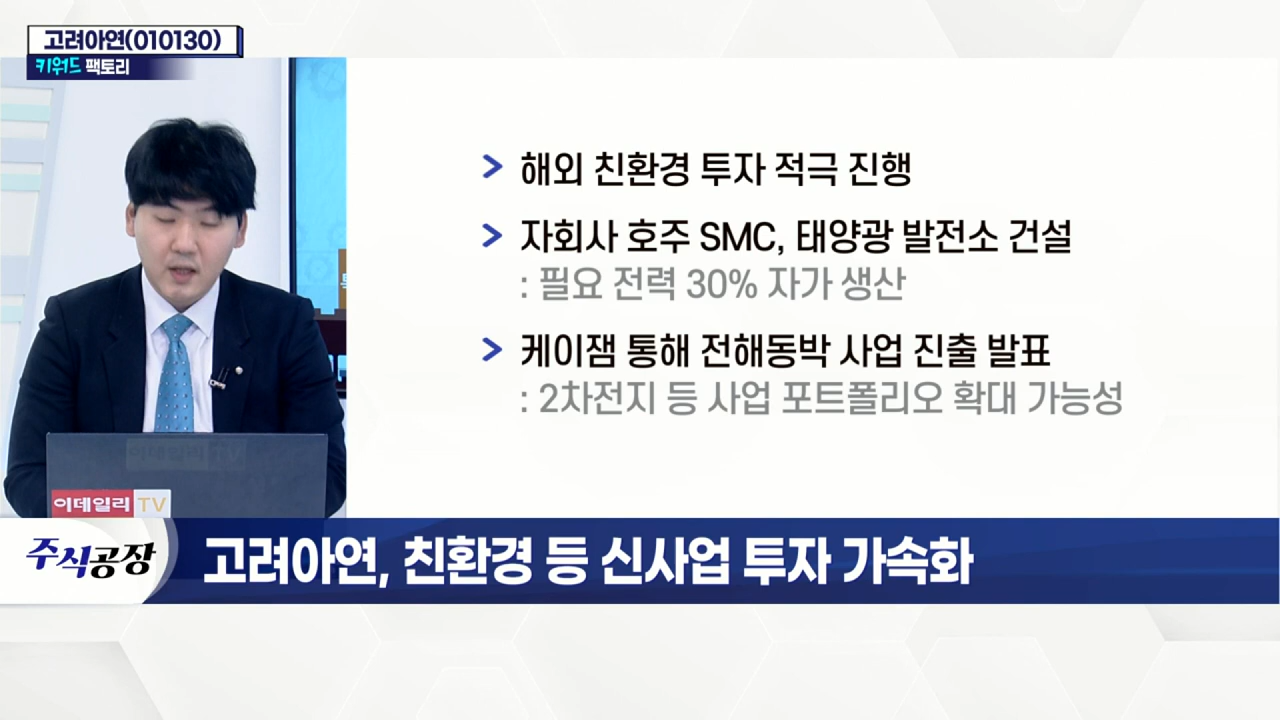 고려아연(010130)
키워드 팩토리
> 해외 친환경 투자 적극 진행
> 자회사 호주 SMC, 태양광 발전소 건설
: 필요 전력 30% 자가 생산
> 케이잼 통해 전해동박 사업 진출 발표
: 2차전지 등 사업 포트폴리오 확대 가능성
이데일리 TV
이데일리TV
주식공장
고려아연, 친환경 등 신사업 투자 가속화